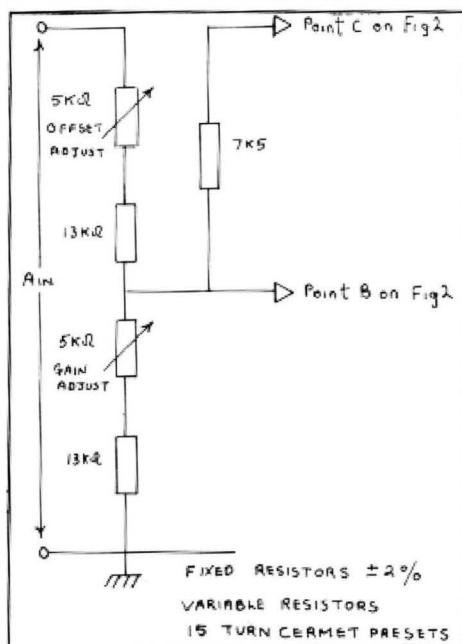 Point C on Fig2
5KΩ
OFFSET
ADJUST
7K5
13KΩ
AIN
Point B on Fig2
5KΩ
GAIN
ADJUST
13KΩ
FIXED RESISTORS ±2%
VARIABLE RESISTORS
15 TURN CERMET PRESETS